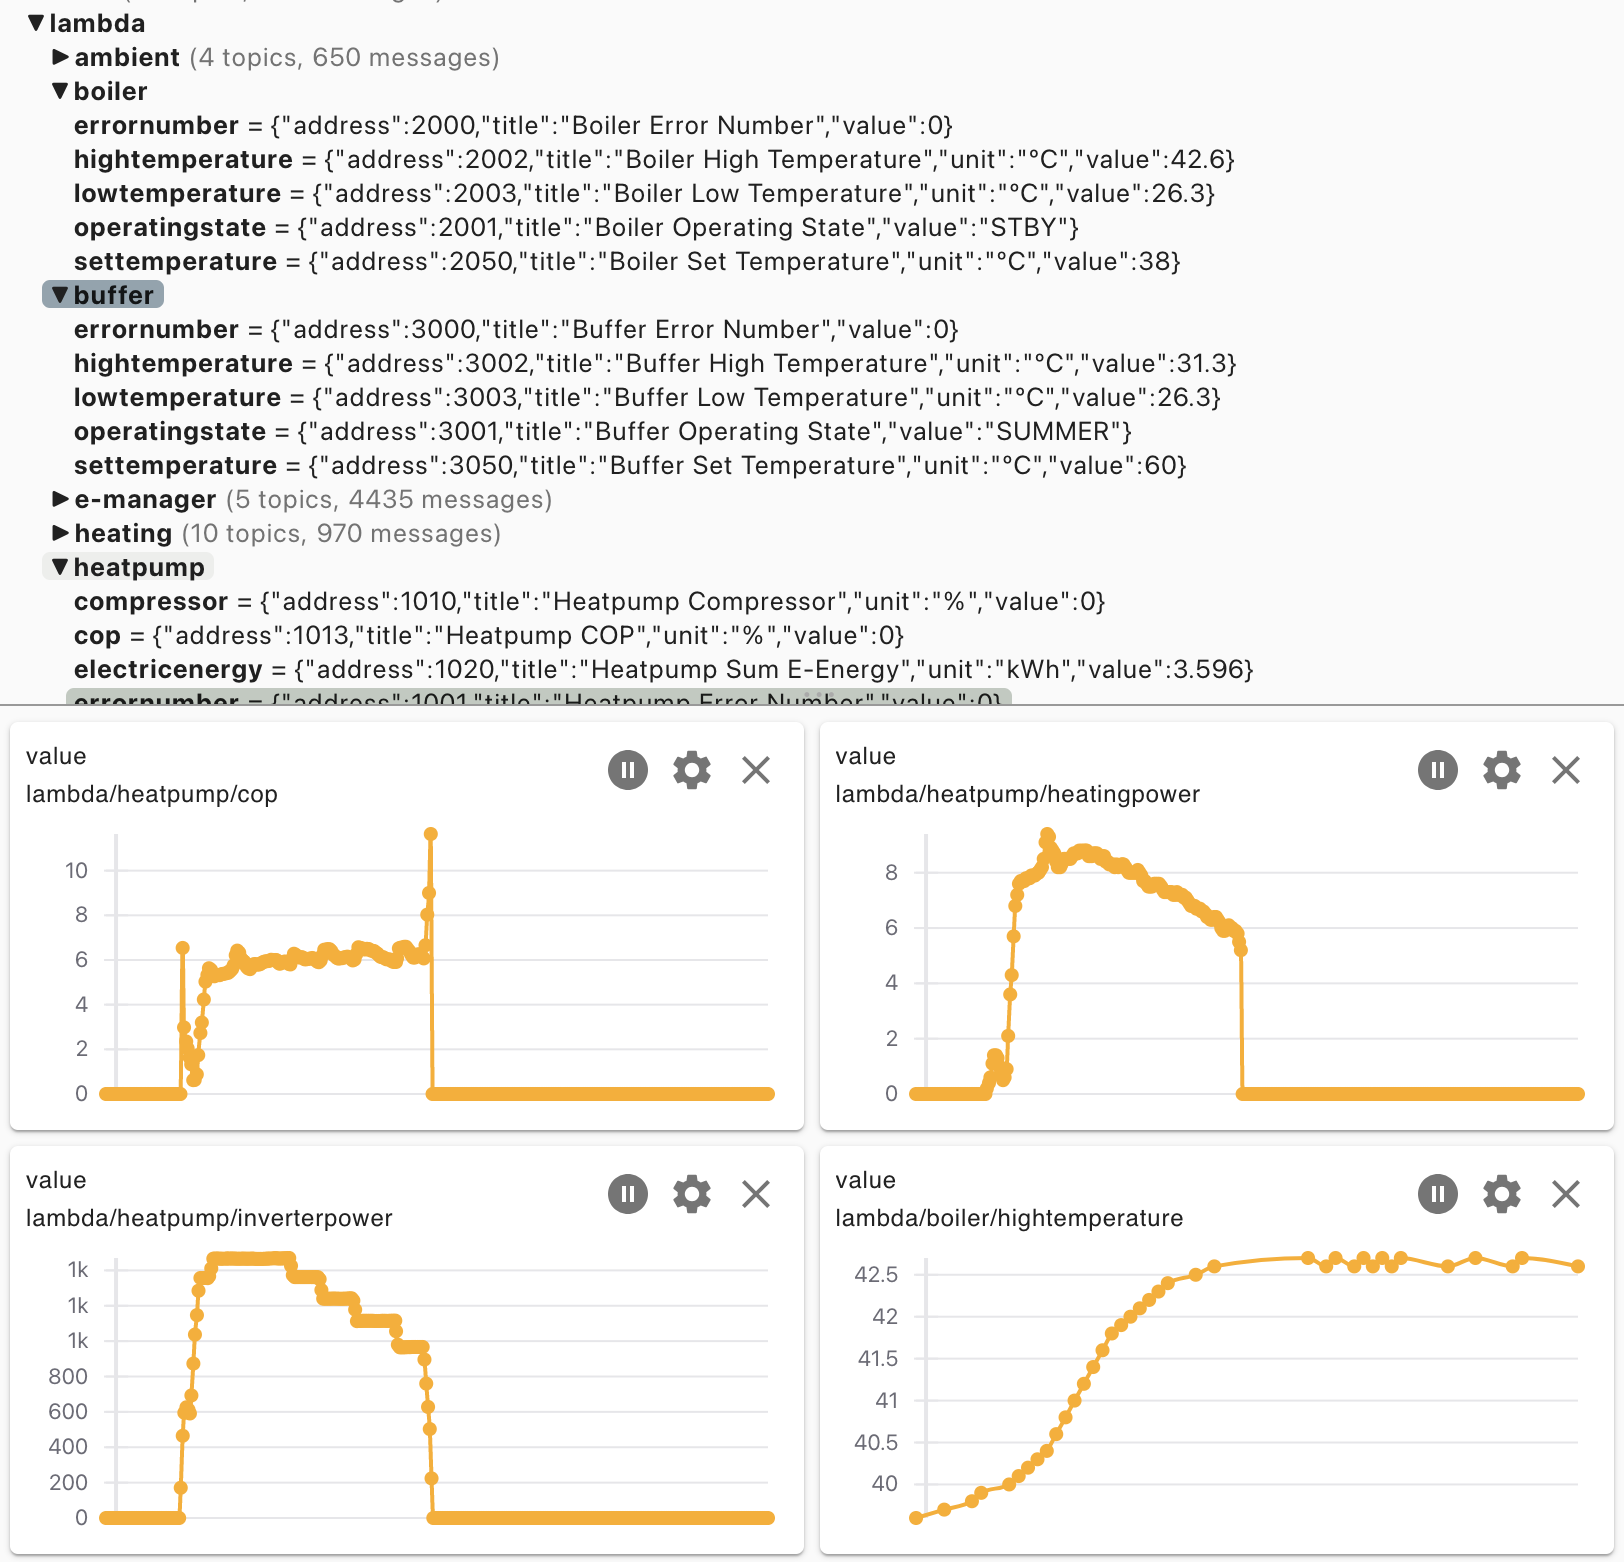 lambda
ambient (4 topics, 650 messages)
boiler
errornumber = {"address":2000,"title":"Boiler Error Number","value":0}
hightemperature = {"address":2002,"title":"Boiler High Temperature","unit":"°C","value":42.6}
lowtemperature = {"address":2003,"title":"Boiler Low Temperature","unit":"°C","value":26.3}
operatingstate = {"address":2001,"title":"Boiler Operating State","value":"STBY"}
settemperature = {"address":2050,"title":"Boiler Set Temperature","unit":"°C","value":38}
buffer
errornumber = {"address":3000,"title":"Buffer Error Number","value":0}
hightemperature = {"address":3002,"title":"Buffer High Temperature","unit":"°C","value":31.3}
lowtemperature = {"address":3003,"title":"Buffer Low Temperature","unit":"°C","value":26.3}
operatingstate = {"address":3001,"title":"Buffer Operating State","value":"SUMMER"}
settemperature = {"address":3050,"title":"Buffer Set Temperature","unit":"°C","value":60}
e-manager (5 topics, 4435 messages)
heating (10 topics, 970 messages)
heatpump
compressor = {"address":1010,"title":"Heatpump Compressor","unit":"%","value":0}
cop = {"address":1013,"title":"Heatpump COP","unit":"%","value":0}
electricenergy = {"address":1020,"title":"Heatpump Sum E-Energy","unit":"kWh","value":3.596}
errornumber = {"address":1001,"title":"Heatpump Error Number","value":0}
value
lambda/heatpump/cop
10
8
6
4
2
0
value
lambda/heatpump/heatingpower
8
6
4
2
0
value
lambda/heatpump/inverterpower
1k
1k
1k
800
600
400
200
0
value
lambda/boiler/hightemperature
42.5
42
41.5
41
40.5
40